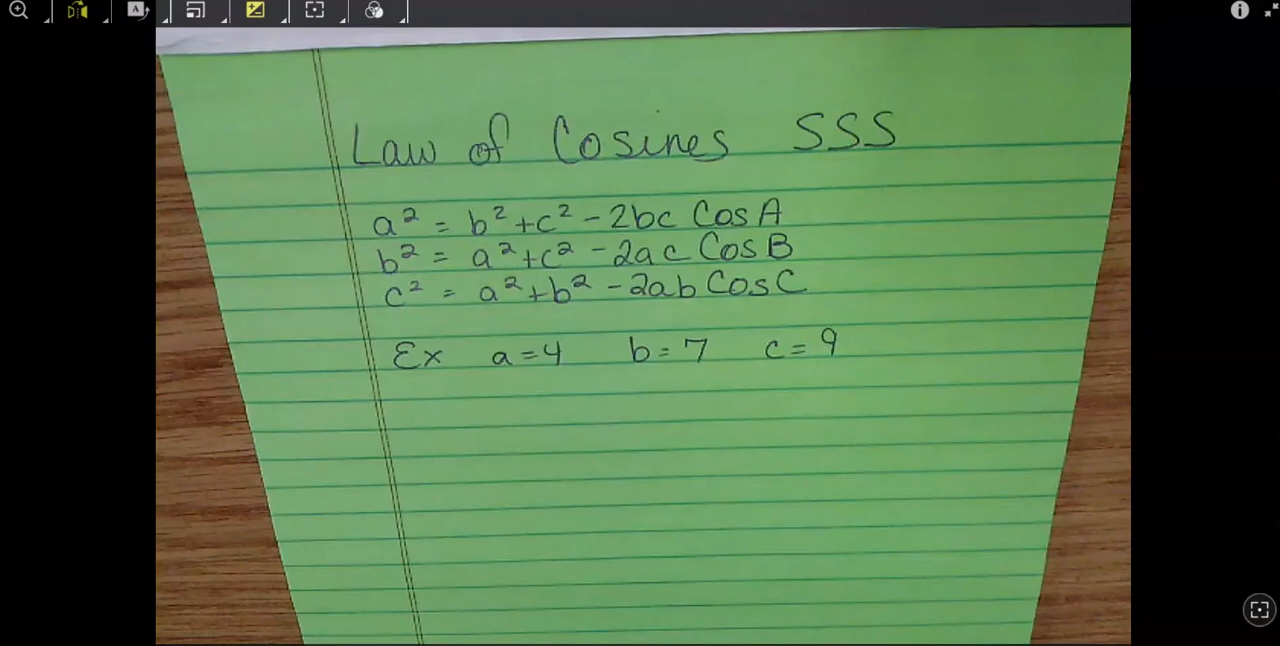 Law of Cosines SSS
a² = b² + c² - 2bc Cos A
b² = a² + c² - 2ac Cos B
c² = a² + b² - 2ab Cos C
Ex a = 4 b = 7 c = 9